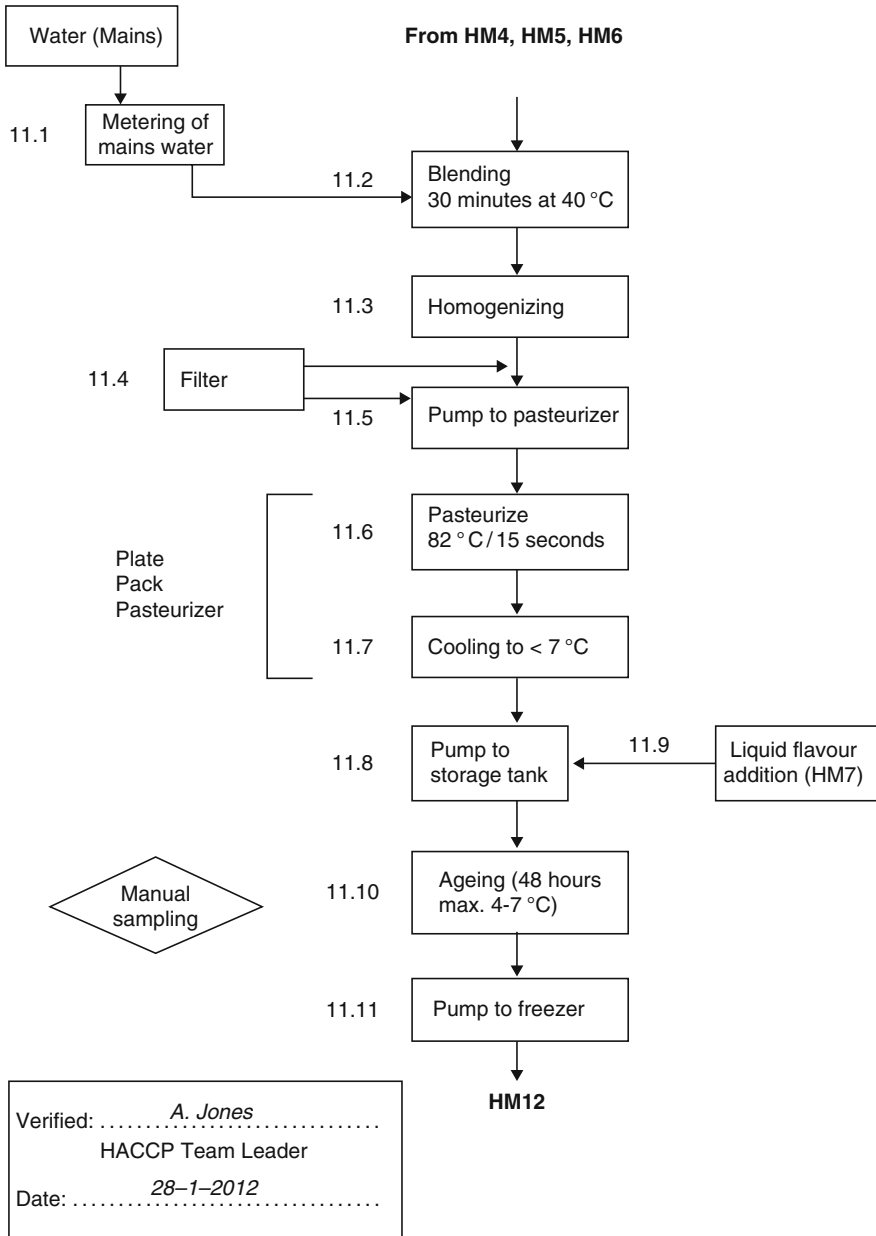 Water (Mains)
From HM4, HM5, HM6
11.1
Metering of
mains water
11.2
Blending
30 minutes at 40 °C
11.3
Homogenizing
11.4
Filter
11.5
Pump to pasteurizer
Plate
Pack
Pasteurizer
11.6
Pasteurize
82 °C/15 seconds
11.7
Cooling to < 7 °C
11.8
Pump to
storage tank
11.9
Liquid flavour
addition (HM7)
Manual
sampling
11.10
Ageing (48 hours
max. 4-7 °C)
11.11
Pump to freezer
HM12
Verified: A. Jones
HACCP Team Leader
Date: 28–1–2012